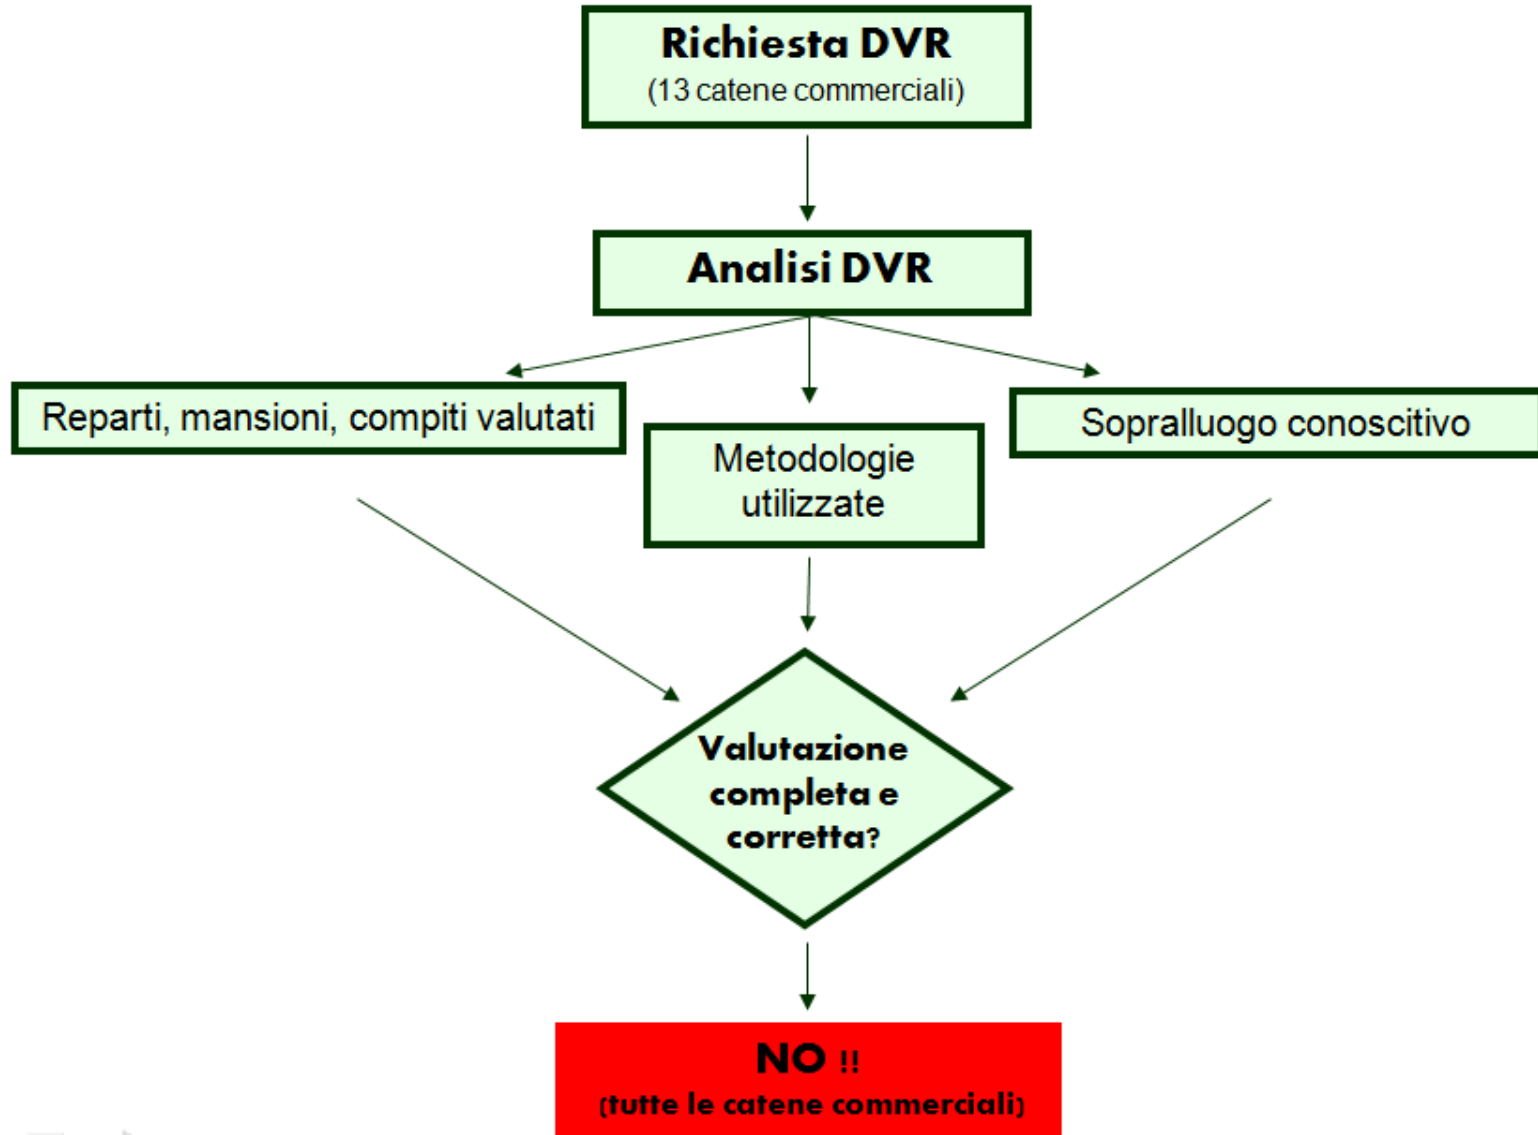 Richiesta DVR
(13 catene commerciali)
Analisi DVR
Reparti, mansioni, compiti valutati
Metodologie
utilizzate
Sopralluogo conoscitivo
Valutazione
completa e
corretta?
NO !!
(tutte le catene commerciali)